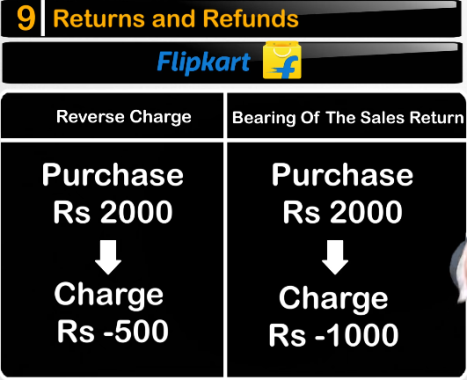 9 Returns and Refunds
Flipkart
Reverse Charge
Purchase
Rs 2000
Charge
Rs -500
Bearing Of The Sales Return
Purchase
Rs 2000
Charge
Rs -1000